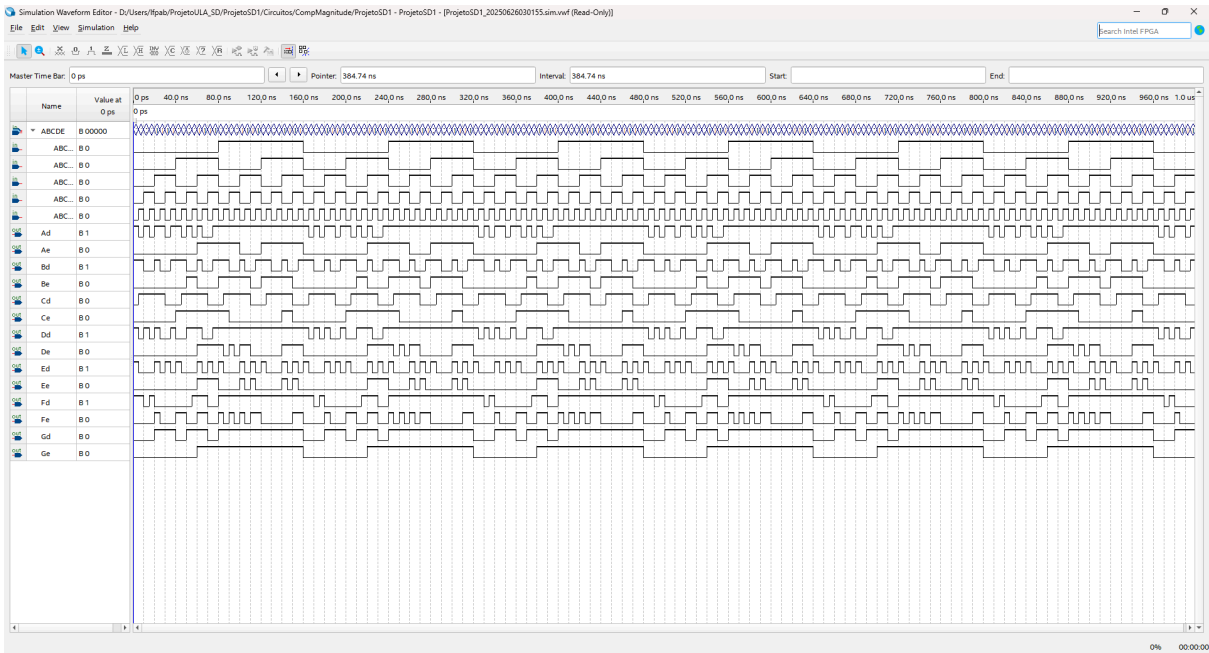 Simulation Waveform Editor - D:/Users/lfpab/ProjetoULA_SD/ProjetoSD1/Circuitos/CompMagnitude/ProjetoSD1 - ProjetoSD1 - [ProjetoSD1_20250626030155.sim.vwf (Read-Only)]
File Edit View Simulation Help
Search Intel FPGA
Master Time Bar: 0 ps Pointer: 384.74 ns Interval: 384.74 ns Start: End:
Name Value at 0 ps
0 ps 40.0 ns 80.0 ns 120.0 ns 160.0 ns 200.0 ns 240.0 ns 280.0 ns 320.0 ns 360.0 ns 400.0 ns 440.0 ns 480.0 ns 520.0 ns 560.0 ns 600.0 ns 640.0 ns 680.0 ns 720.0 ns 760.0 ns 800.0 ns 840.0 ns 880.0 ns 920.0 ns 960.0 ns 1.0 us
0 ps
ABCDE B 00000
ABC... B 0
ABC... B 0
ABC... B 0
ABC... B 0
ABC... B 0
Ad B 1
Ae B 0
Bd B 1
Be B 0
Cd B 0
Ce B 0
Dd B 1
De B 0
Ed B 1
Ee B 0
Fd B 1
Fe B 0
Gd B 0
Ge B 0
0% 00:00:00